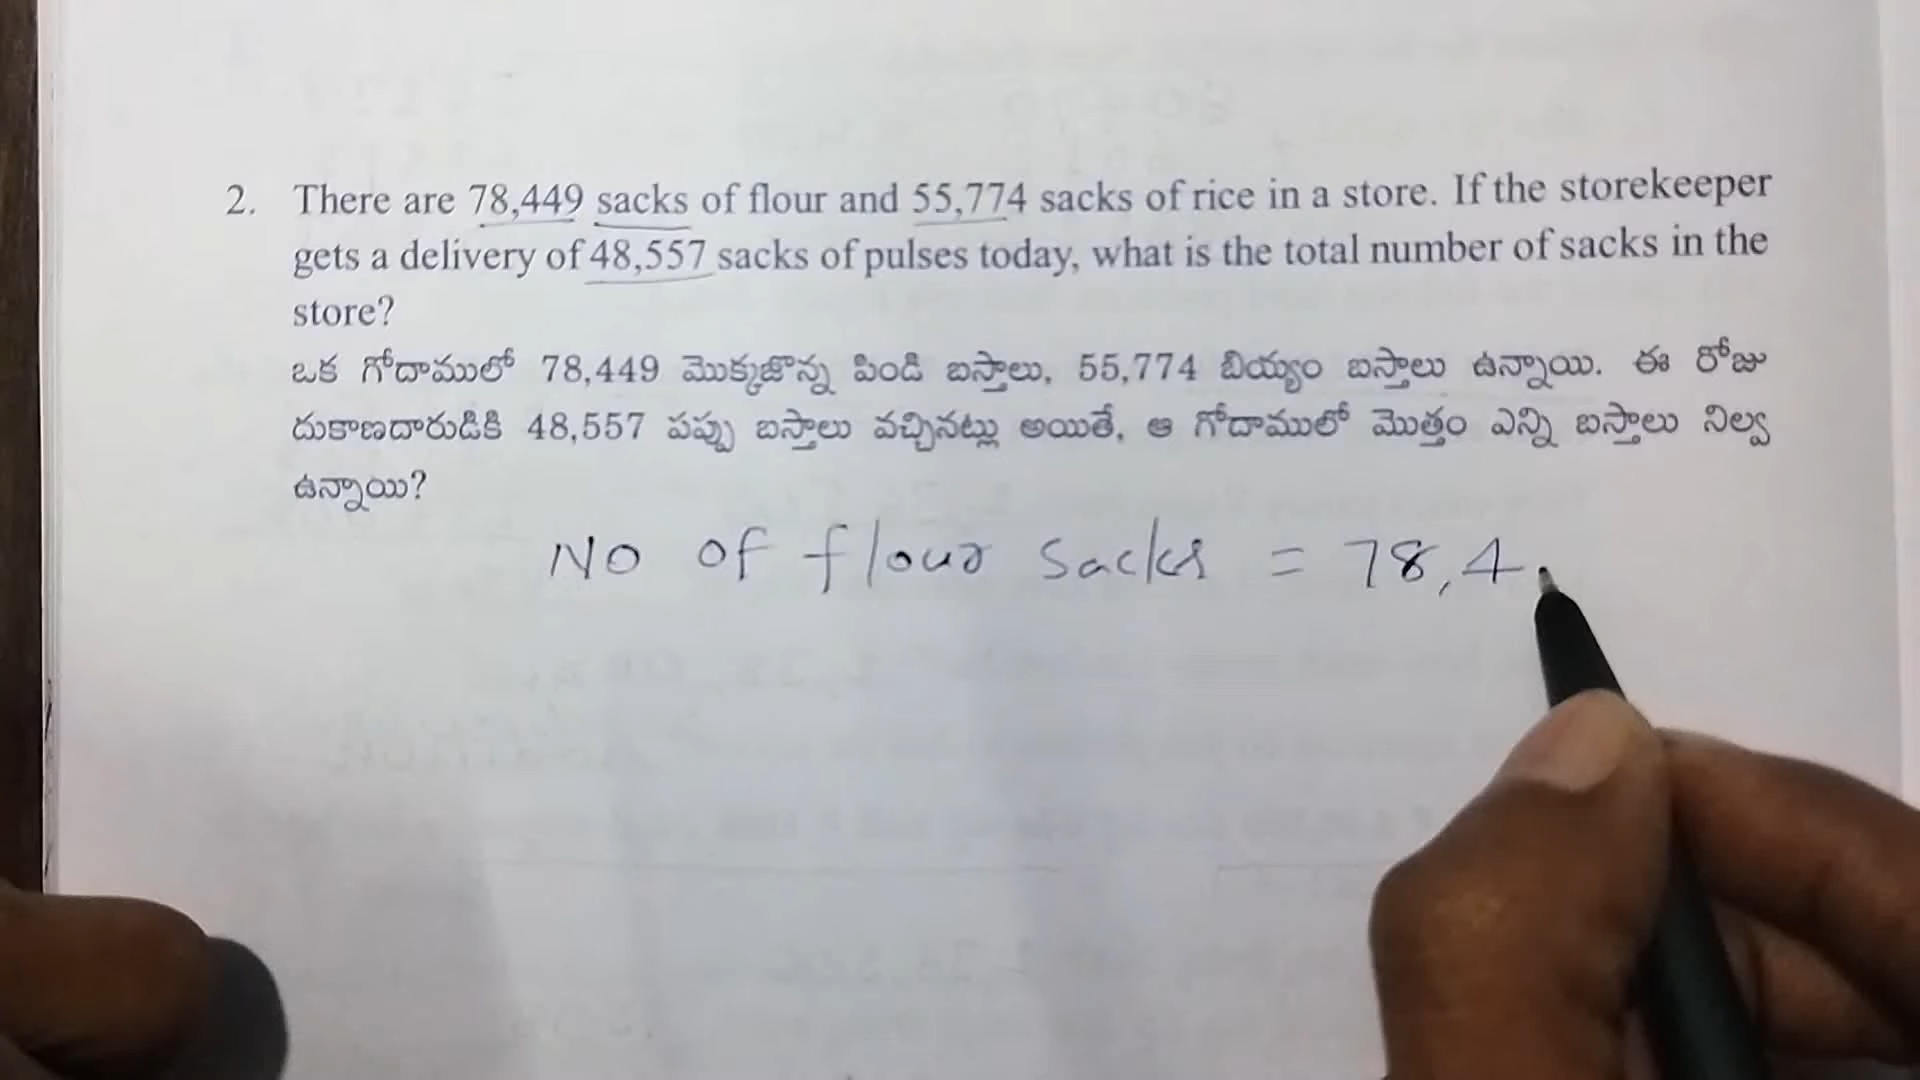 2. There are 78,449 sacks of flour and 55,774 sacks of rice in a store. If the storekeeper
gets a delivery of 48,557 sacks of pulses today, what is the total number of sacks in the
store?
ఒక గోదాములో 78,449 మొక్కజొన్న పిండి బస్తాలు, 55,774 బియ్యం బస్తాలు ఉన్నాయి. ఈ రోజు
దుకాణదారుడికి 48,557 పప్పు బస్తాలు వచ్చినట్లు అయితే, ఆ గోదాములో మొత్తం ఎన్ని బస్తాలు నిల్వ
ఉన్నాయి?
No of flour sacks = 78,4